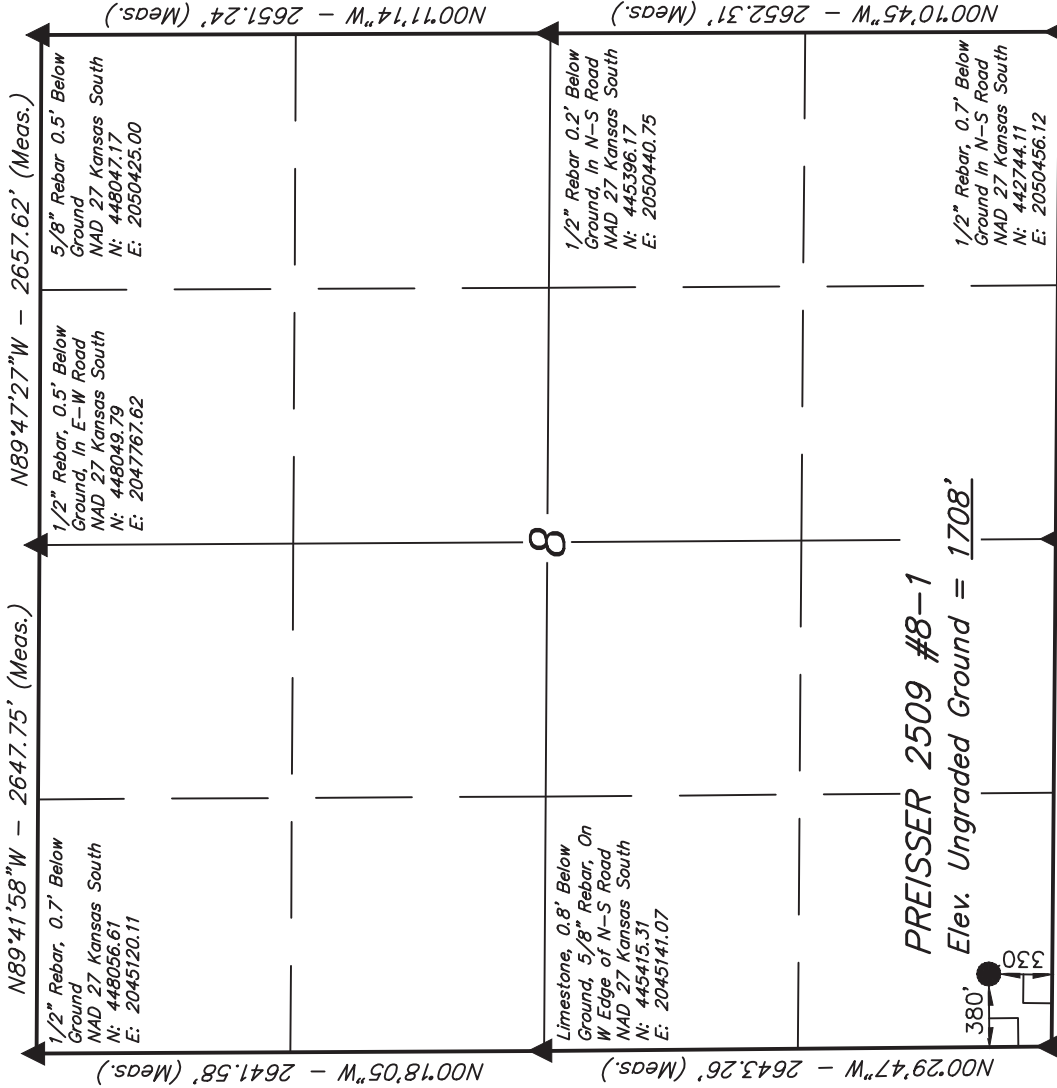 N89°41'58"W - 2647.75' (Meas.)
N89°47'27"W - 2657.62' (Meas.)
1/2" Rebar, 0.7' Below
Ground
NAD 27 Kansas South
N: 448056.61
E: 2045120.11
1/2" Rebar, 0.5' Below
Ground, In E-W Road
NAD 27 Kansas South
N: 448049.79
E: 2047767.62
5/8" Rebar 0.5' Below
Ground
NAD 27 Kansas South
N: 448047.17
E: 2050425.00
N00°18'05"W - 2641.58' (Meas.)
N00°11'14"W - 2651.24' (Meas.)
8
Limestone, 0.8' Below
Ground, 5/8" Rebar, On
W Edge of N-S Road
NAD 27 Kansas South
N: 445415.31
E: 2045141.07
1/2" Rebar 0.2' Below
Ground, In N-S Road
NAD 27 Kansas South
N: 445396.17
E: 2050440.75
N00°29'47"W - 2643.26' (Meas.)
N00°10'45"W - 2652.31' (Meas.)
PREISSER 2509 #8-1
Elev. Ungraded Ground = 1708'
380'
330'
1/2" Rebar, 0.7' Below
Ground In N-S Road
NAD 27 Kansas South
N: 442744.11
E: 2050456.12